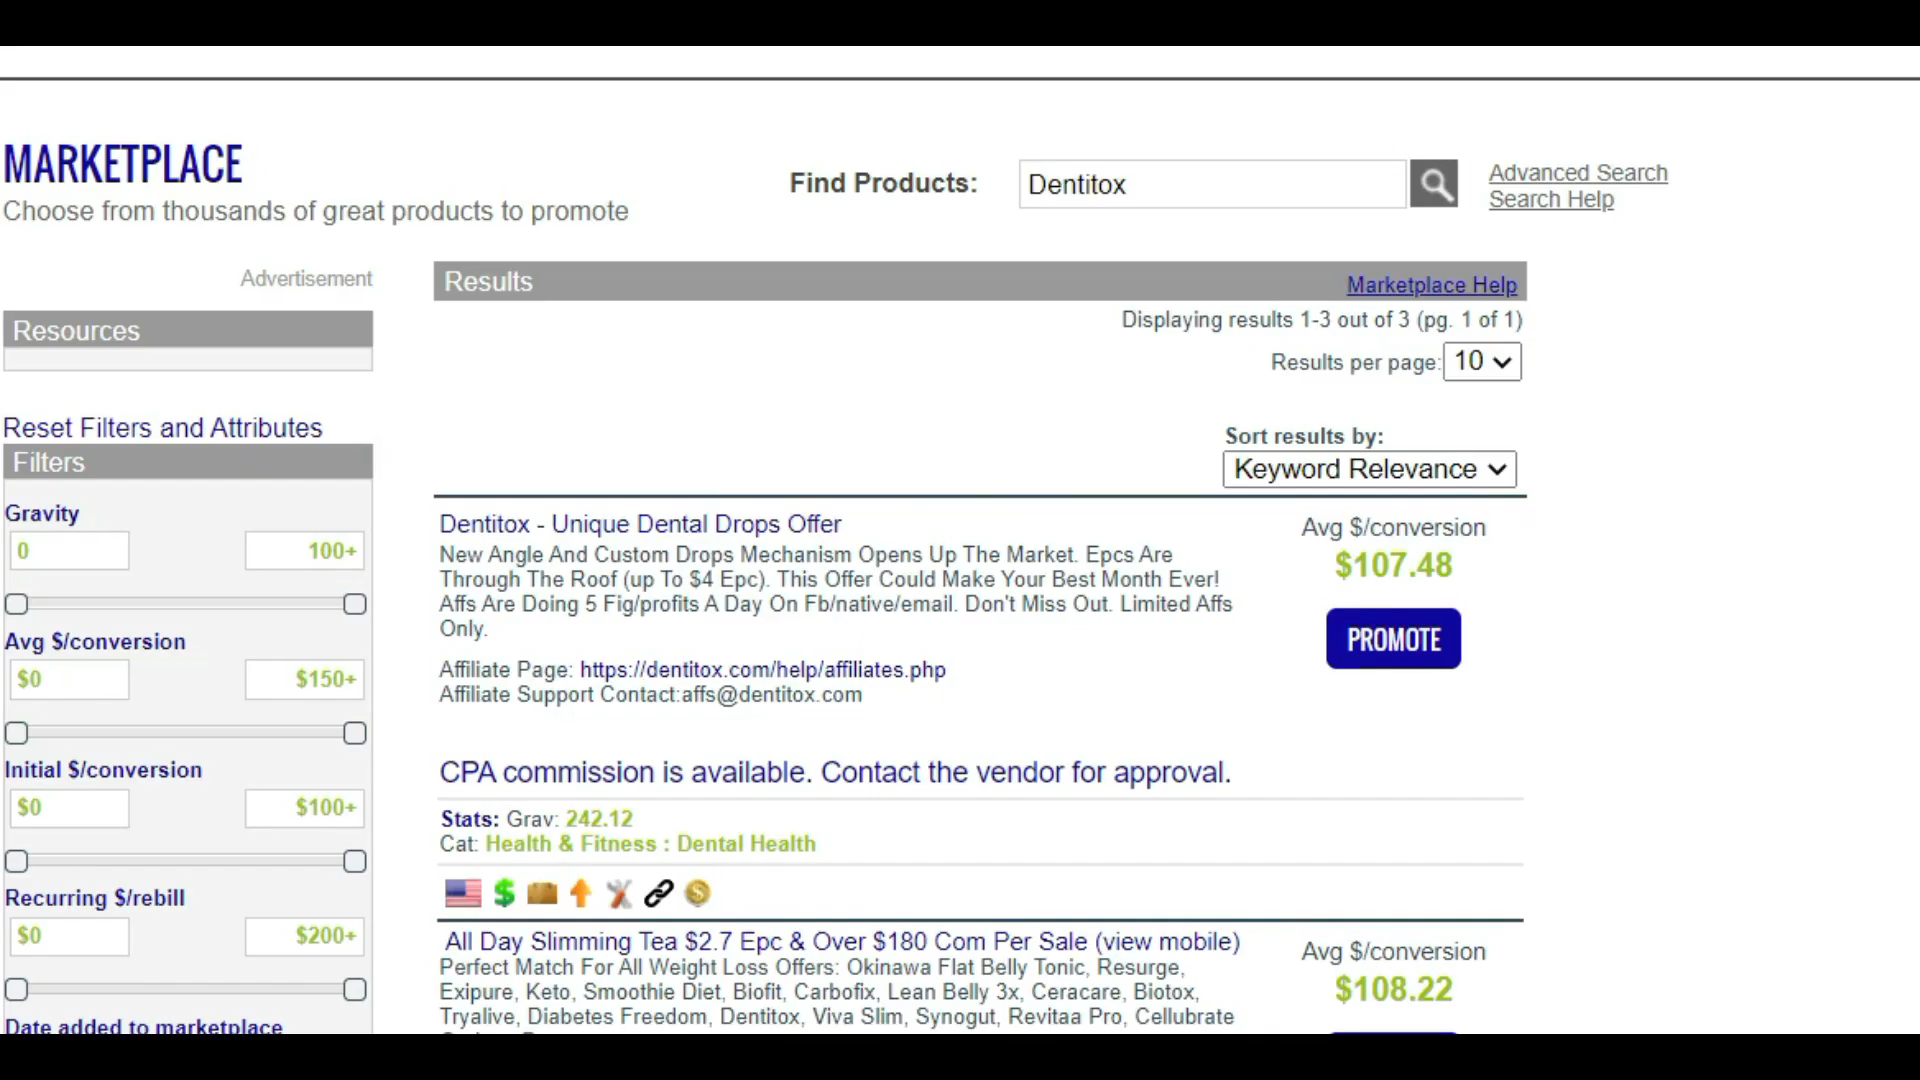 MARKETPLACE
Choose from thousands of great products to promote
Find Products:
Dentitox
Advanced Search
Search Help
Advertisement
Resources
Reset Filters and Attributes
Filters
Gravity
0
100+
Avg $/conversion
$0
$150+
Initial $/conversion
$0
$100+
Recurring $/rebill
$0
$200+
Date added to marketplace
Results
Marketplace Help
Displaying results 1-3 out of 3 (pg. 1 of 1)
Results per page: 10
Sort results by:
Keyword Relevance
Dentitox - Unique Dental Drops Offer
New Angle And Custom Drops Mechanism Opens Up The Market. Epcs Are
Through The Roof (up To $4 Epc). This Offer Could Make Your Best Month Ever!
Affs Are Doing 5 Fig/profits A Day On Fb/native/email. Don't Miss Out. Limited Affs
Only.
Affiliate Page: https://dentitox.com/help/affiliates.php
Affiliate Support Contact:affs@dentitox.com
Avg $/conversion
$107.48
PROMOTE
CPA commission is available. Contact the vendor for approval.
Stats: Grav: 242.12
Cat: Health & Fitness : Dental Health
All Day Slimming Tea $2.7 Epc & Over $180 Com Per Sale (view mobile)
Perfect Match For All Weight Loss Offers: Okinawa Flat Belly Tonic, Resurge,
Exipure, Keto, Smoothie Diet, Biofit, Carbofix, Lean Belly 3x, Ceracare, Biotox,
Tryalive, Diabetes Freedom, Dentitox, Viva Slim, Synogut, Revitaa Pro, Cellubrate
Avg $/conversion
$108.22